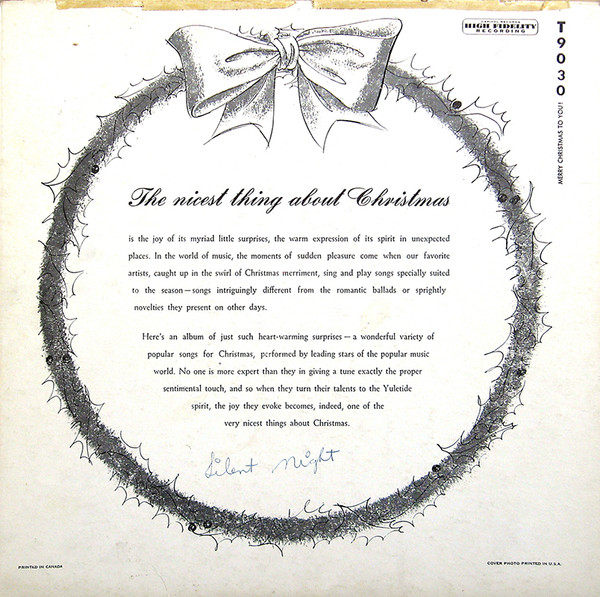 CAPITOL RECORDS
HIGH FIDELITY
RECORDING
T9030
MERRY CHRISTMAS TO YOU!
The nicest thing about Christmas
is the joy of its myriad little surprises, the warm expression of its spirit in unexpected
places. In the world of music, the moments of sudden pleasure come when our favorite
artists, caught up in the swirl of Christmas merriment, sing and play songs specially suited
to the season—songs intriguingly different from the romantic ballads or sprightly
novelties they present on other days.
Here's an album of just such heart-warming surprises—a wonderful variety of
popular songs for Christmas, performed by leading stars of the popular music
world. No one is more expert than they in giving a tune exactly the proper
sentimental touch, and so when they turn their talents to the Yuletide
spirit, the joy they evoke becomes, indeed, one of the
very nicest things about Christmas.
Silent Night
PRINTED IN CANADA
COVER PHOTO PRINTED IN U.S.A.